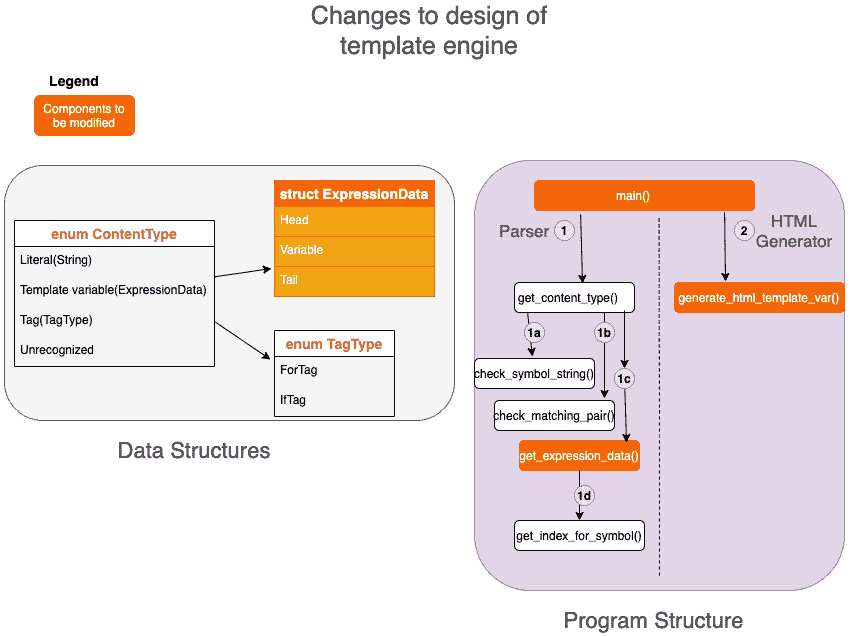 Changes to design of
template engine
Legend
Components to
be modified
struct ExpressionData
Head
Variable
Tail
enum ContentType
Literal(String)
Template variable(ExpressionData)
Tag(TagType)
Unrecognized
enum TagType
ForTag
IfTag
Data Structures
main()
Parser
1
2
HTML
Generator
get_content_type()
generate_html_template_var()
1a
1b
check_symbol_string()
1c
check_matching_pair()
get_expression_data()
1d
get_index_for_symbol()
Program Structure